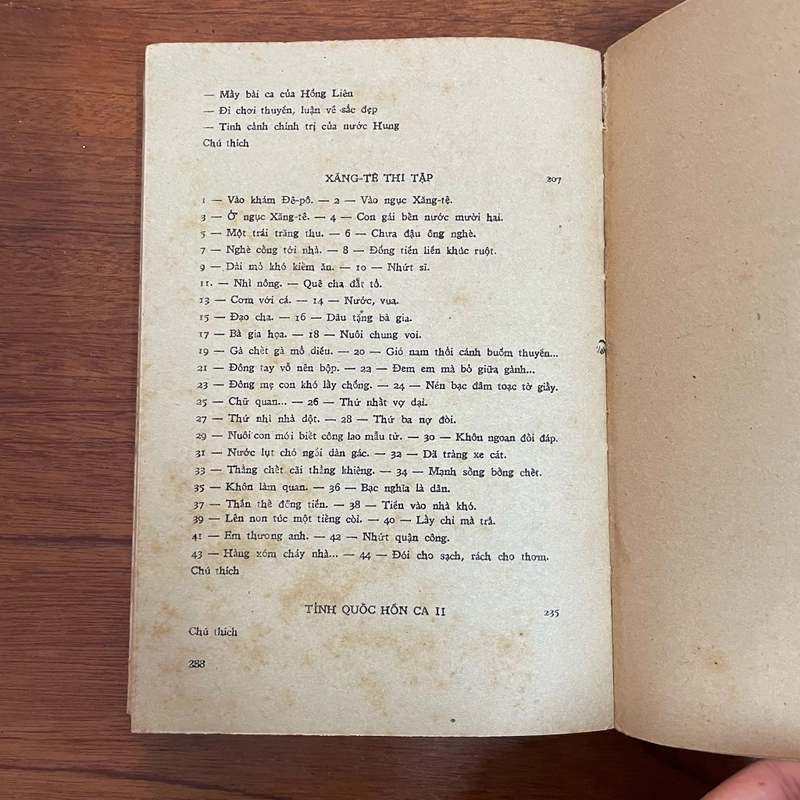 — Mấy bài ca của Hồng Liên
— Đi chơi thuyền, luận về sắc đẹp
— Tình cảnh chính trị của nước Hung
Chú thích
XĂNG-TÊ THI TẬP 207
1 — Vào khám Đê-pô. — 2 — Vào ngục Xăng-tê.
3 — Ở ngục Xăng-tê. — 4 — Con gái bến nước mười hai.
5 — Một trái trăng thu. — 6 — Chưa đậu ông nghè.
7 — Nghè còng tới nhà. — 8 — Đồng tiền liền khúc ruột.
9 — Dài mỏ khó kiếm ăn. — 10 — Nhứt sĩ.
11. — Nhì nông. — Quê cha đất tổ.
13 — Cơm với cá. — 14 — Nước, vua.
15 — Đạo cha. — 16 — Dâu tặng bà gia.
17 — Bà gia họa. — 18 — Nuôi chung voi.
19 — Gà chết gà mổ diều. — 20 — Gió nam thổi cánh buồm thuyền...
21 — Đông tay vỗ nên bộp. — 22 — Đem em mà bỏ giữa gành...
23 — Đồng mẹ con khó lấy chồng. — 24 — Nén bạc đâm toạc tờ giấy.
25 — Chữ quan... — 26 — Thứ nhất vợ dại.
27 — Thứ nhì nhà dột. — 28 — Thứ ba nợ đòi.
29 — Nuôi con mới biết công lao mẫu tử. — 30 — Khôn ngoan đối đáp.
31 — Nước lụt chó ngồi dàn gác. — 32 — Dã tràng xe cát.
33 — Thằng chết cãi thằng khiêng. — 34 — Mạnh sống bồng chết.
35 — Khôn làm quan. — 36 — Bạc nghĩa là dân.
37 — Thần thế đồng tiền. — 38 — Tiền vào nhà khó.
39 — Lên non túc một tiếng còi. — 40 — Lấy chi mà trả.
41 — Em thương anh. — 42 — Nhứt quận công.
43 — Hàng xóm cháy nhà... — 44 — Đói cho sạch, rách cho thơm.
Chú thích
TỈNH QUỐC HỒN CA II 235
Chú thích
288